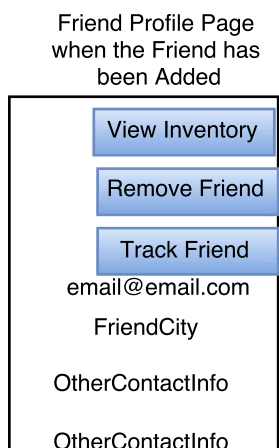 Friend Profile Page
when the Friend has
been Added
View Inventory
Remove Friend
Track Friend
email@email.com
FriendCity
OtherContactInfo
OtherContactInfo